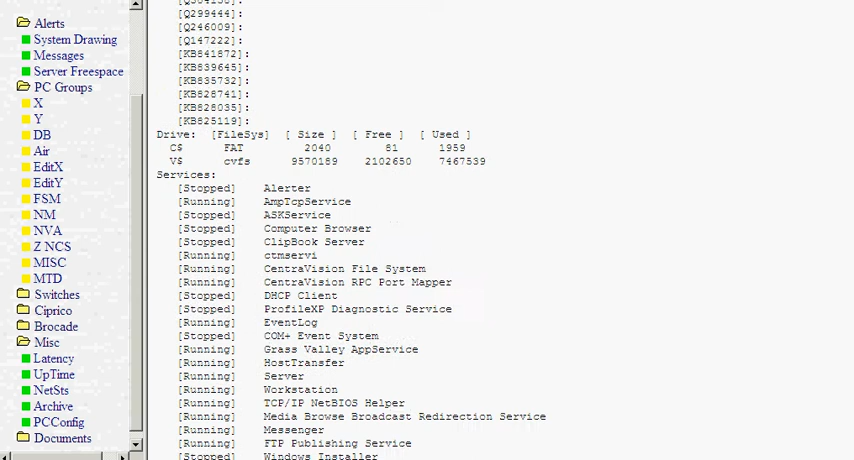 Alerts
System Drawing
Messages
Server Freespace
PC Groups
X
Y
DB
Air
EditX
EditY
FSM
NM
NVA
Z NCS
MISC
MTD
Switches
Ciprico
Brocade
Misc
Latency
UpTime
NetSts
Archive
PCConfig
Documents
[Q299444]:
[Q246009]:
[Q147222]:
[KB841872]:
[KB839645]:
[KB835732]:
[KB828741]:
[KB828035]:
[KB825119]:
Drive: [FileSys] [ Size ] [ Free ] [ Used ]
C$ FAT 2040 81 1959
V$ cvfs 9570189 2102650 7467539
Services:
[Stopped] Alerter
[Running] AmpTcpService
[Stopped] ASKService
[Stopped] Computer Browser
[Stopped] ClipBook Server
[Running] ctmservi
[Running] CentraVision File System
[Running] CentraVision RPC Port Mapper
[Stopped] DHCP Client
[Stopped] ProfileXP Diagnostic Service
[Running] EventLog
[Stopped] COM+ Event System
[Running] Grass Valley AppService
[Running] HostTransfer
[Running] Server
[Running] Workstation
[Running] TCP/IP NetBIOS Helper
[Running] Media Browse Broadcast Redirection Service
[Running] Messenger
[Running] FTP Publishing Service
[Stopped] Windows Installer